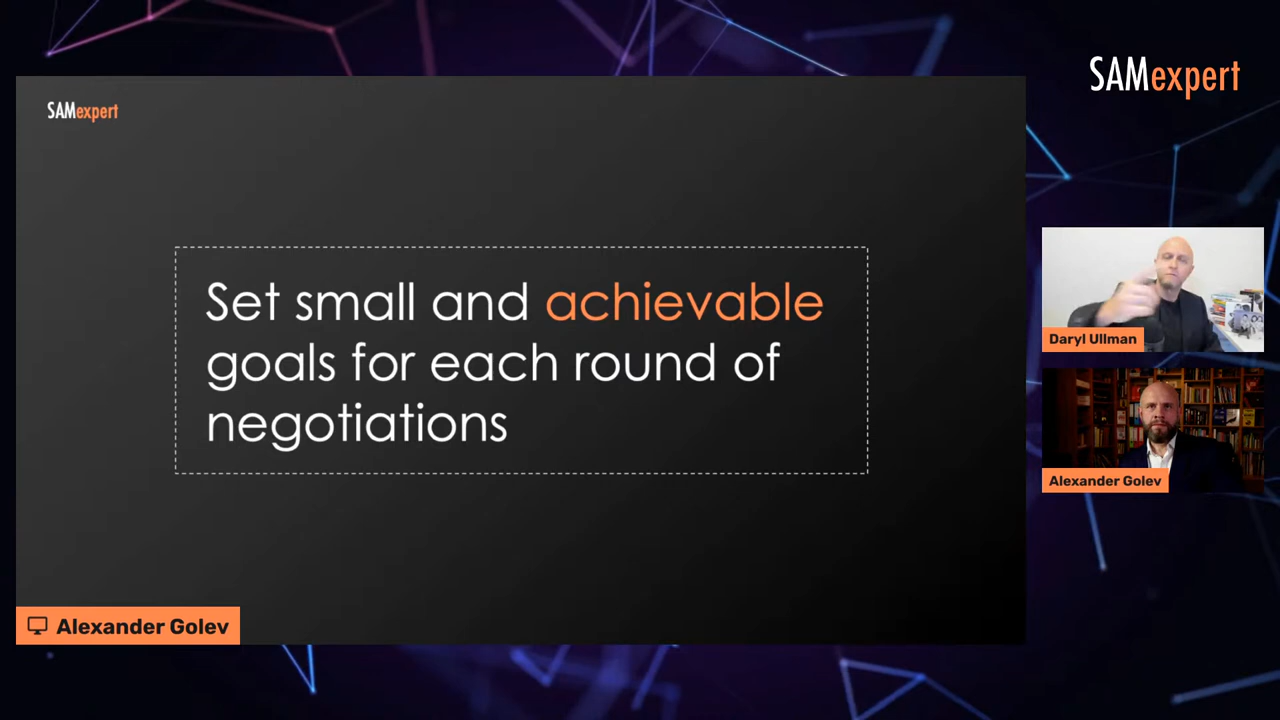 SAMexpert
SAMexpert
Set small and achievable
goals for each round of
negotiations
Daryl Ullman
Alexander Golev
Alexander Golev